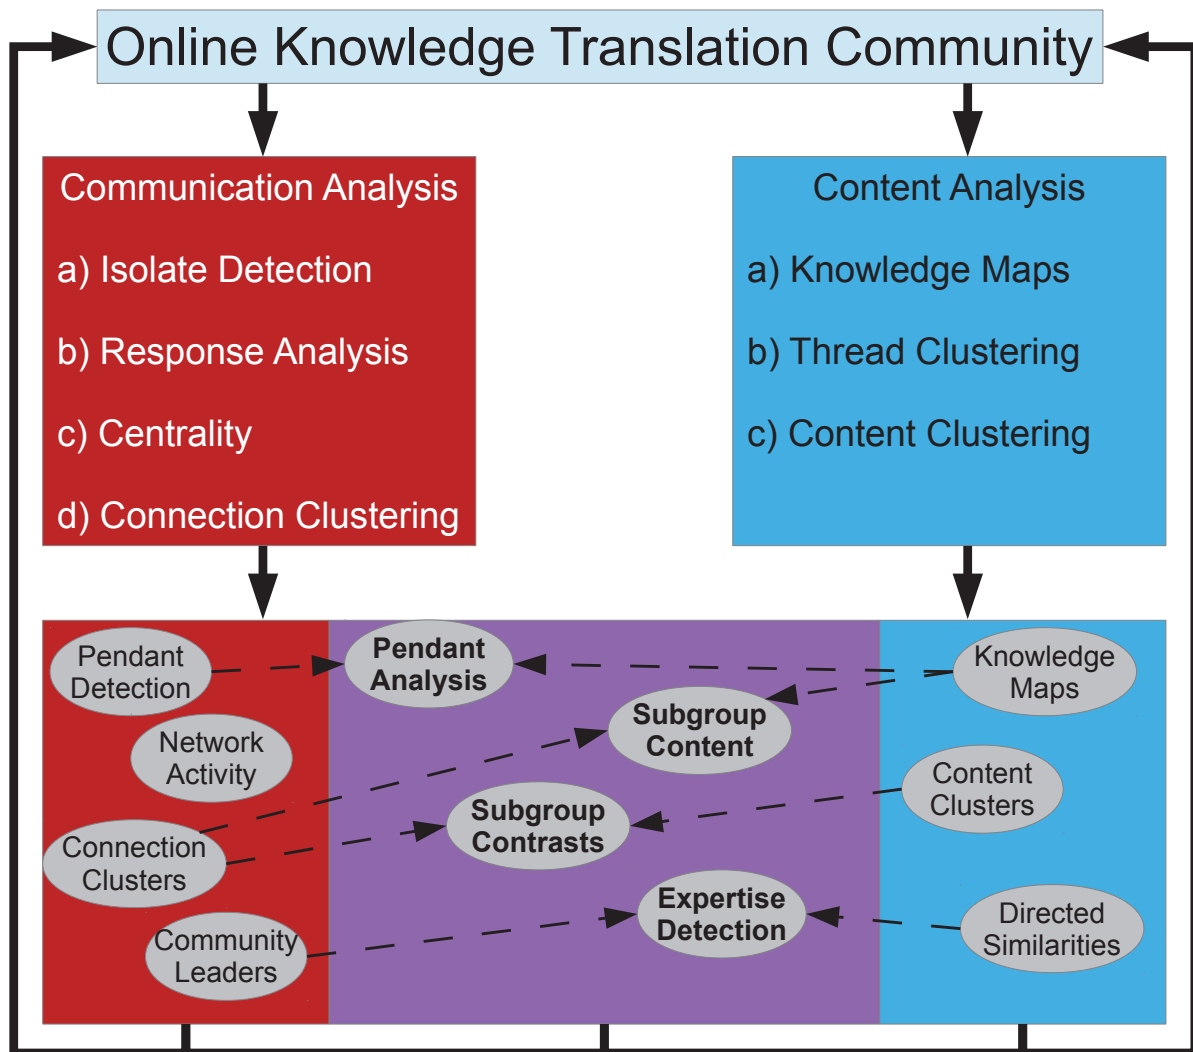 Online Knowledge Translation Community
Communication Analysis
a) Isolate Detection
b) Response Analysis
c) Centrality
d) Connection Clustering
Content Analysis
a) Knowledge Maps
b) Thread Clustering
c) Content Clustering
Pendant
Detection
Network
Activity
Connection
Clusters
Community
Leaders
Pendant
Analysis
Subgroup
Content
Subgroup
Contrasts
Expertise
Detection
Knowledge
Maps
Content
Clusters
Directed
Similarities